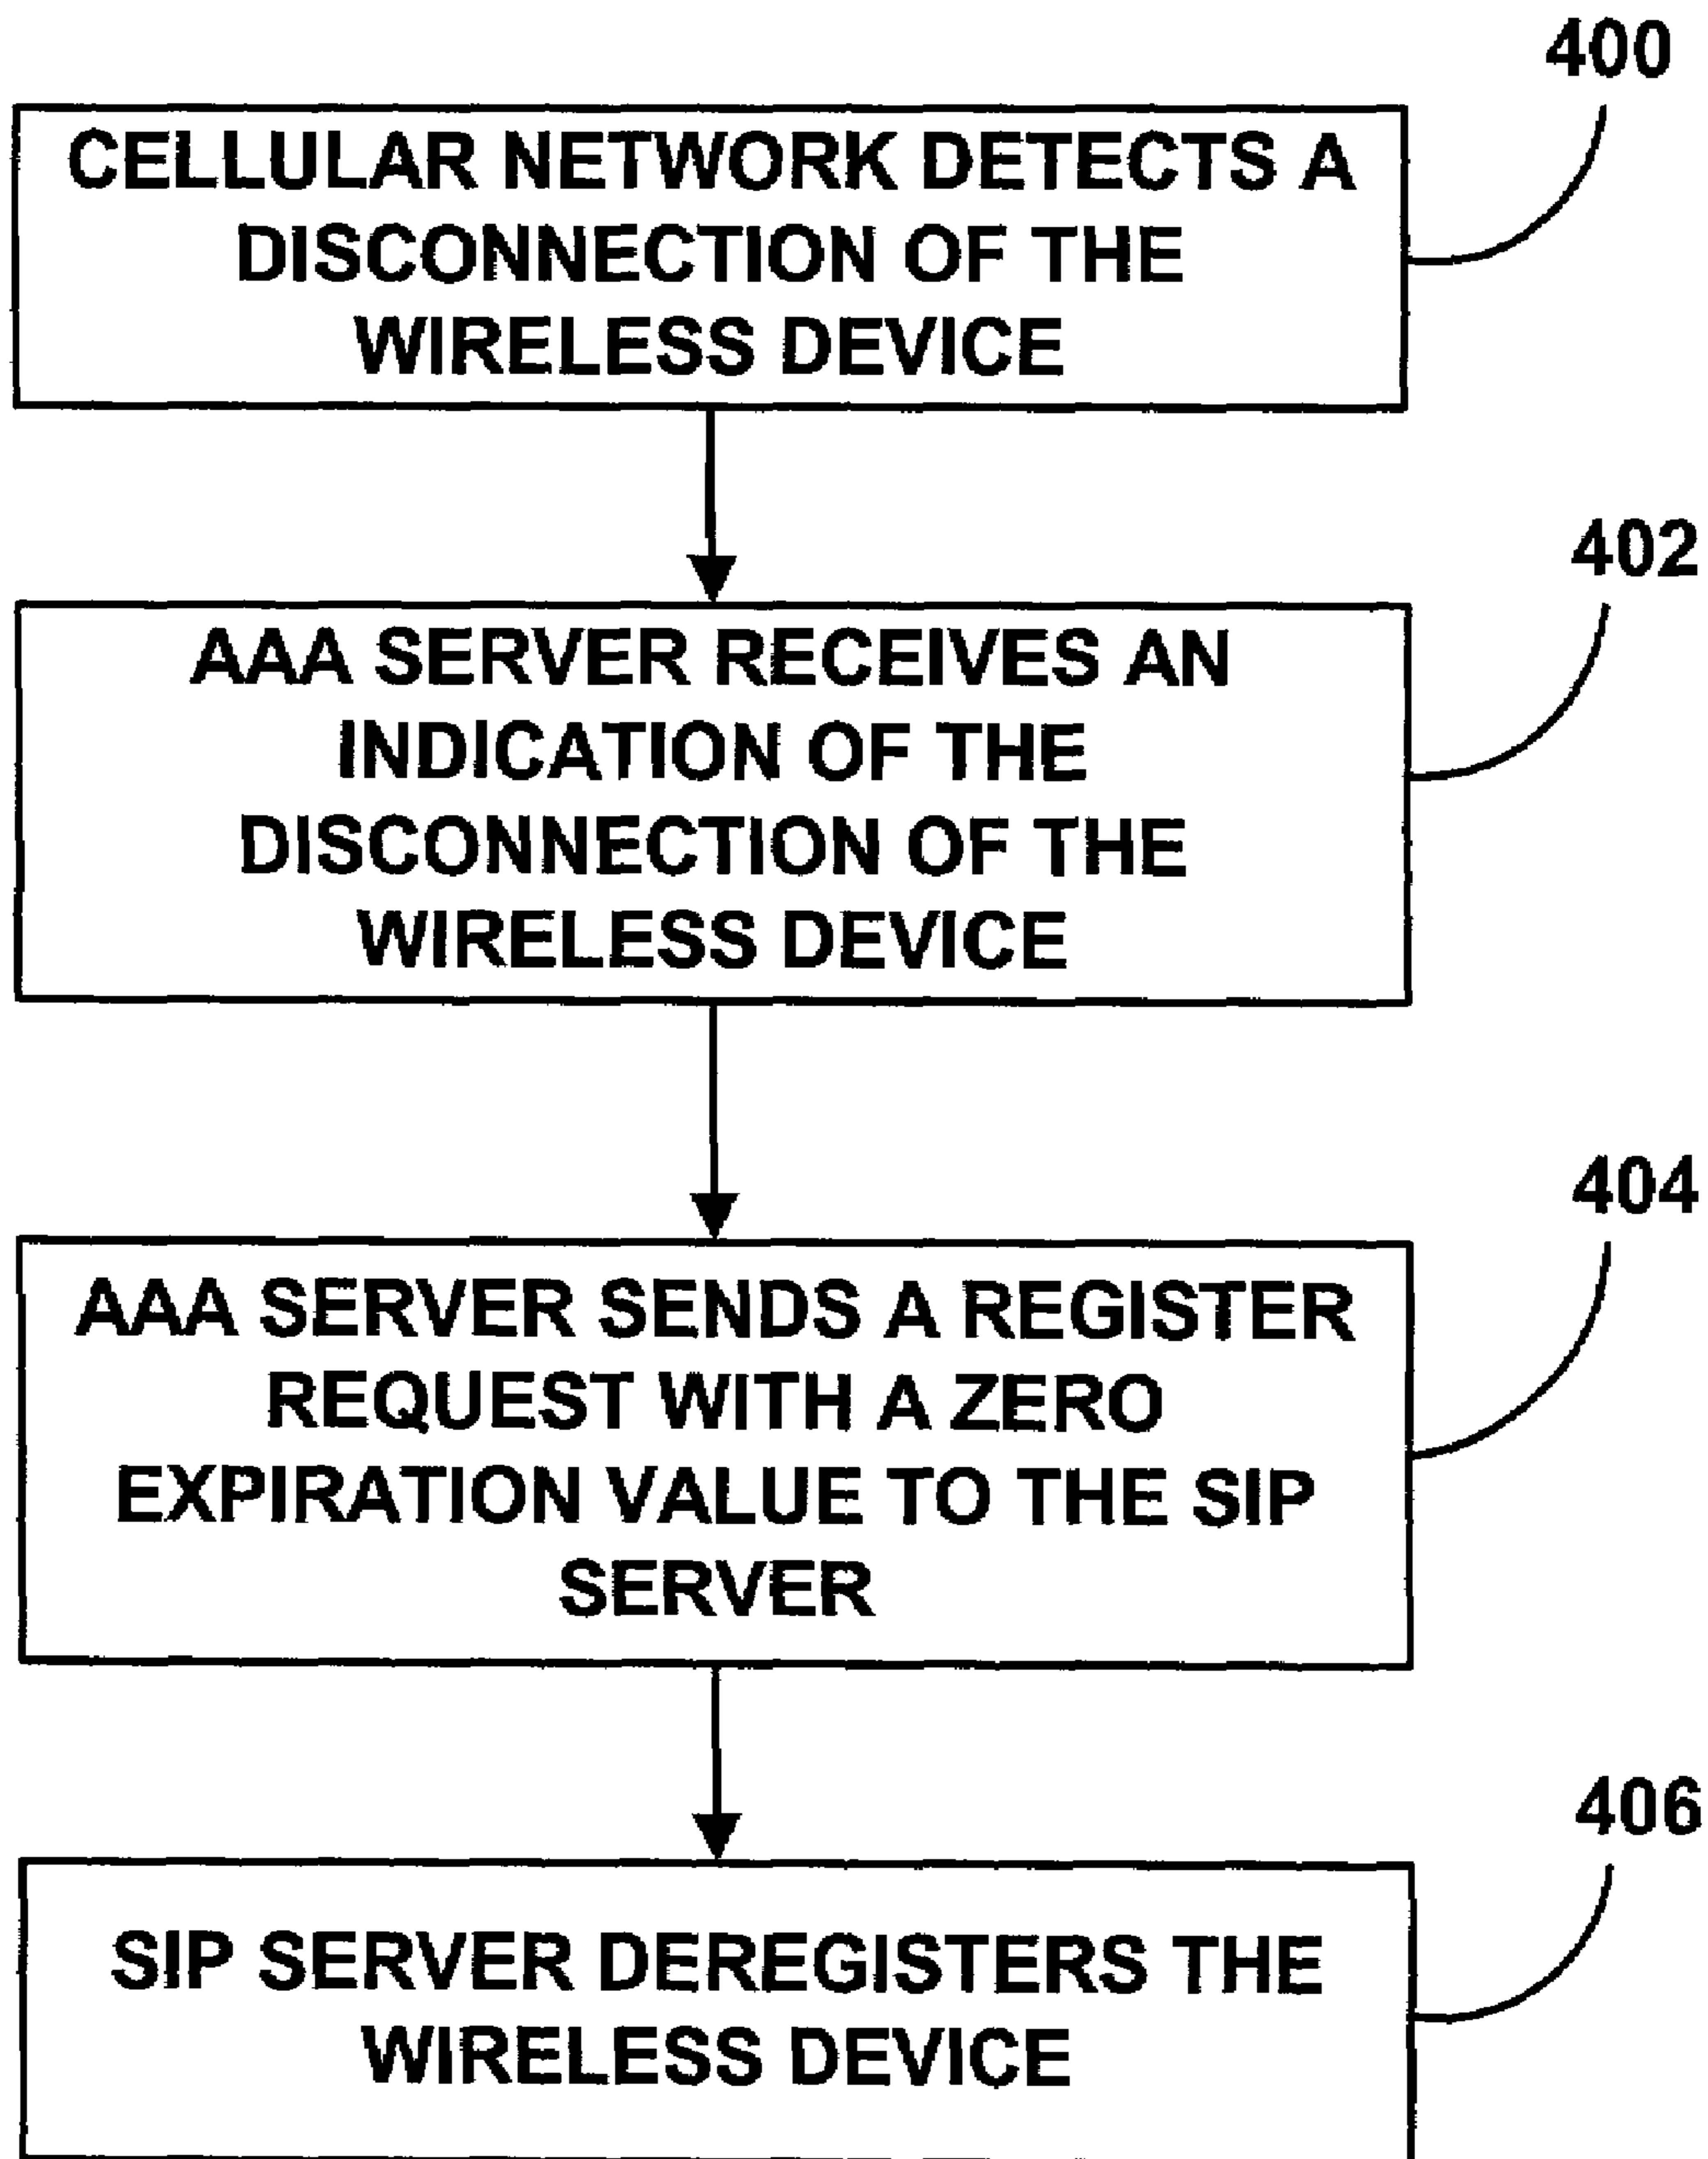 400
CELLULAR NETWORK DETECTS A
DISCONNECTION OF THE
WIRELESS DEVICE
402
AAA SERVER RECEIVES AN
INDICATION OF THE
DISCONNECTION OF THE
WIRELESS DEVICE
404
AAA SERVER SENDS A REGISTER
REQUEST WITH A ZERO
EXPIRATION VALUE TO THE SIP
SERVER
406
SIP SERVER DEREGISTERS THE
WIRELESS DEVICE